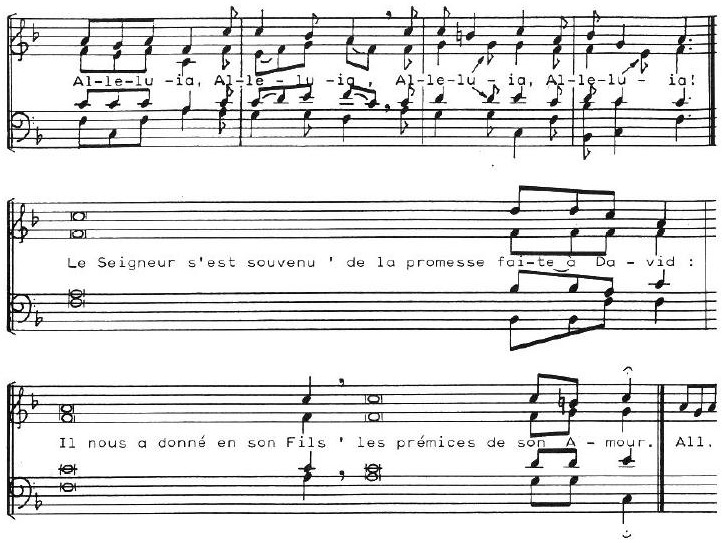 Al-le-lu-ia, Al-le-lu-ia, Al-le-lu-ia, Al-le-lu-ia!
Le Seigneur s'est souvenu ' de la promesse fai-te à Da-vid :
Il nous a donné en son Fils ' les prémices de son A-mour. All.